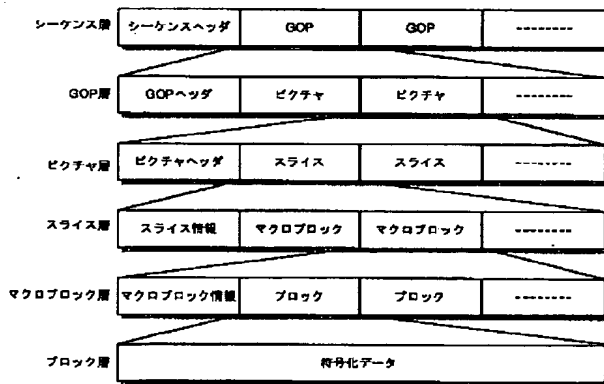 シーケンス層 シーケンスヘッダ GOP GOP --------
GOP層 GOPヘッダ ピクチャ ピクチャ --------
ピクチャ層 ピクチャヘッダ スライス スライス --------
スライス層 スライス情報 マクロブロック マクロブロック --------
マクロブロック層 マクロブロック情報 ブロック ブロック --------
ブロック層 符号化データ